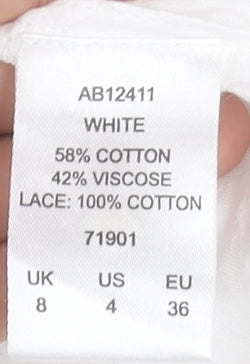 AB12411
WHITE
58% COTTON
42% VISCOSE
LACE: 100% COTTON
71901
UK US EU
8 4 36